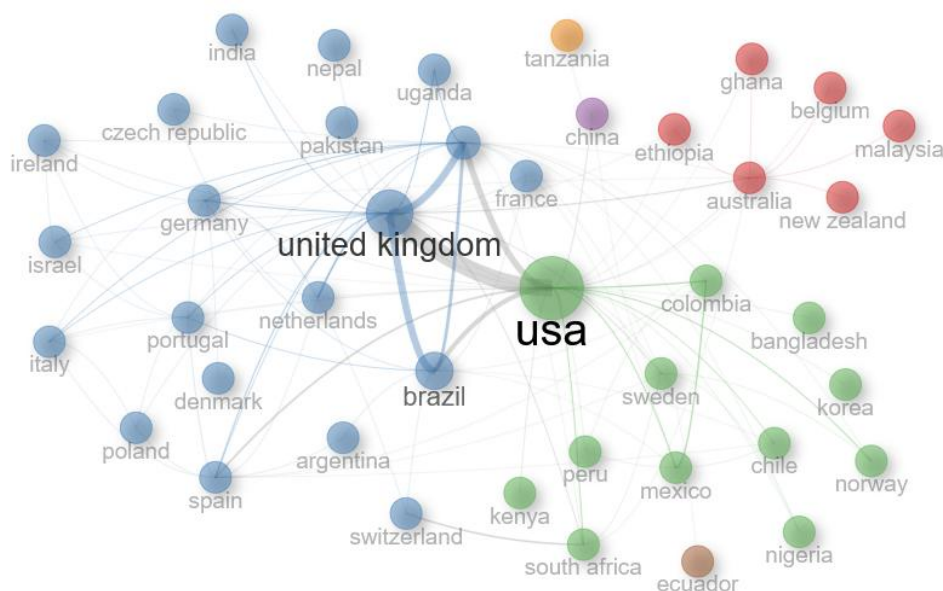 india
nepal
tanzania
uganda
ghana
belgium
czech republic
pakistan
china
ethiopia
malaysia
ireland
france
australia
germany
new zealand
united kingdom
israel
colombia
netherlands
usa
portugal
bangladesh
italy
brazil
denmark
sweden
korea
poland
argentina
peru
mexico
chile
norway
spain
kenya
switzerland
south africa
nigeria
ecuador